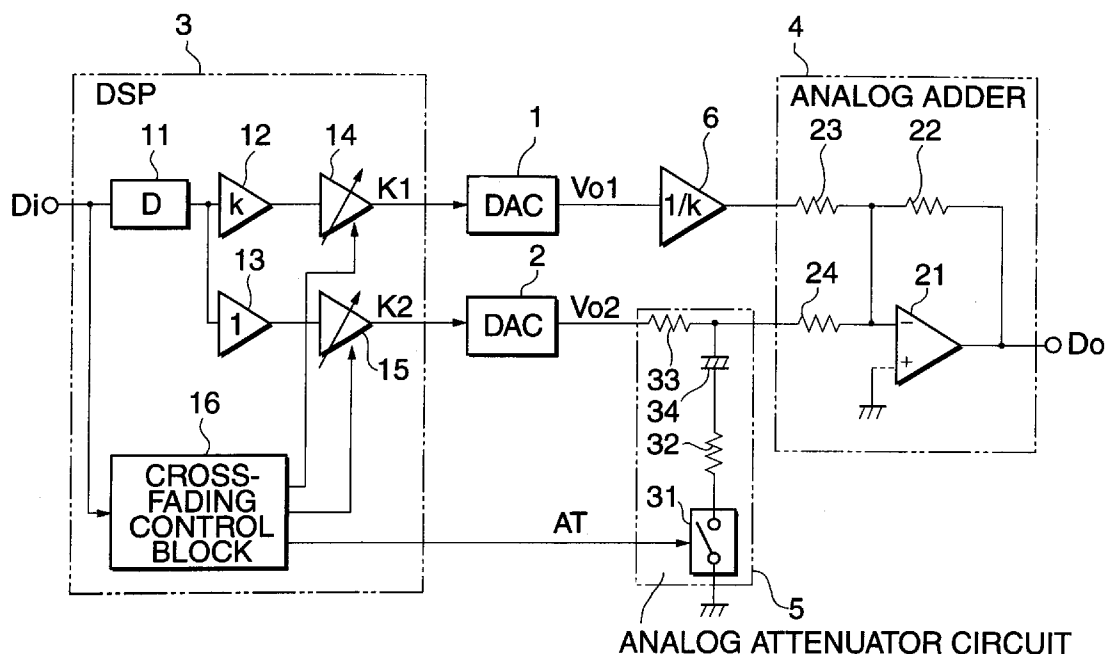 3
4
DSP
ANALOG ADDER
11
12
14
1
6
23
22
Di
D
k
K1
DAC
Vo1
1/k
13
2
24
21
1
K2
DAC
Vo2
−
+
Do
15
33
34
16
32
CROSS-
FADING
CONTROL
BLOCK
31
AT
5
ANALOG ATTENUATOR CIRCUIT